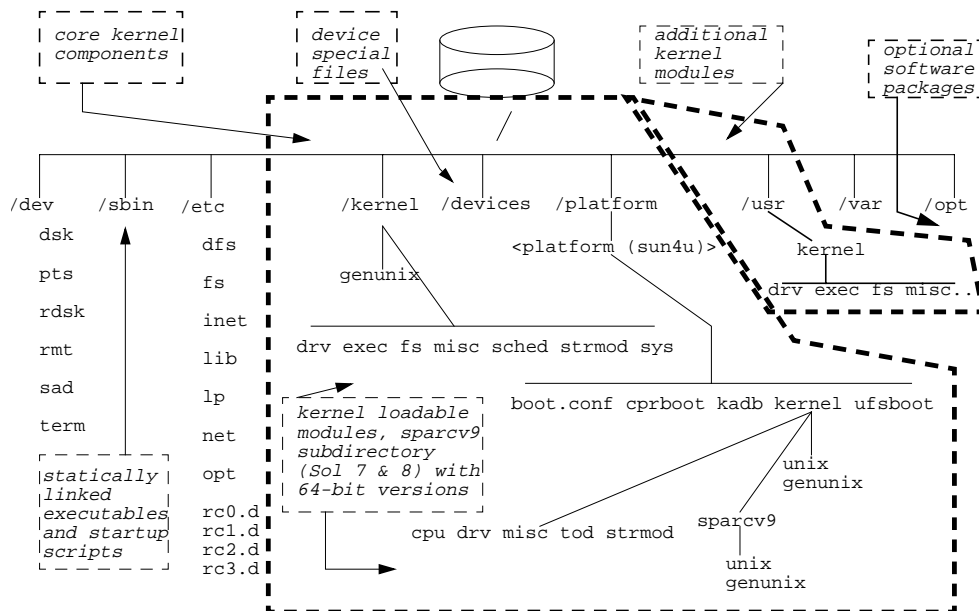 core kernel
components
device
special
files
additional
kernel
modules
optional
software
packages
/
/dev /sbin /etc /kernel /devices /platform /usr /var /opt
dsk
pts
rdsk
rmt
sad
term
statically
linked
executables
and startup
scripts
dfs
fs
inet
lib
lp
net
opt
rc0.d
rc1.d
rc2.d
rc3.d
genunix
drv exec fs misc sched strmod sys
kernel loadable
modules, sparcv9
subdirectory
(Sol 7 & 8) with
64-bit versions
<platform (sun4u)>
boot.conf cprboot kadb kernel ufsboot
cpu drv misc tod strmod
sparcv9
unix
genunix
unix
genunix
kernel
drv exec fs misc..